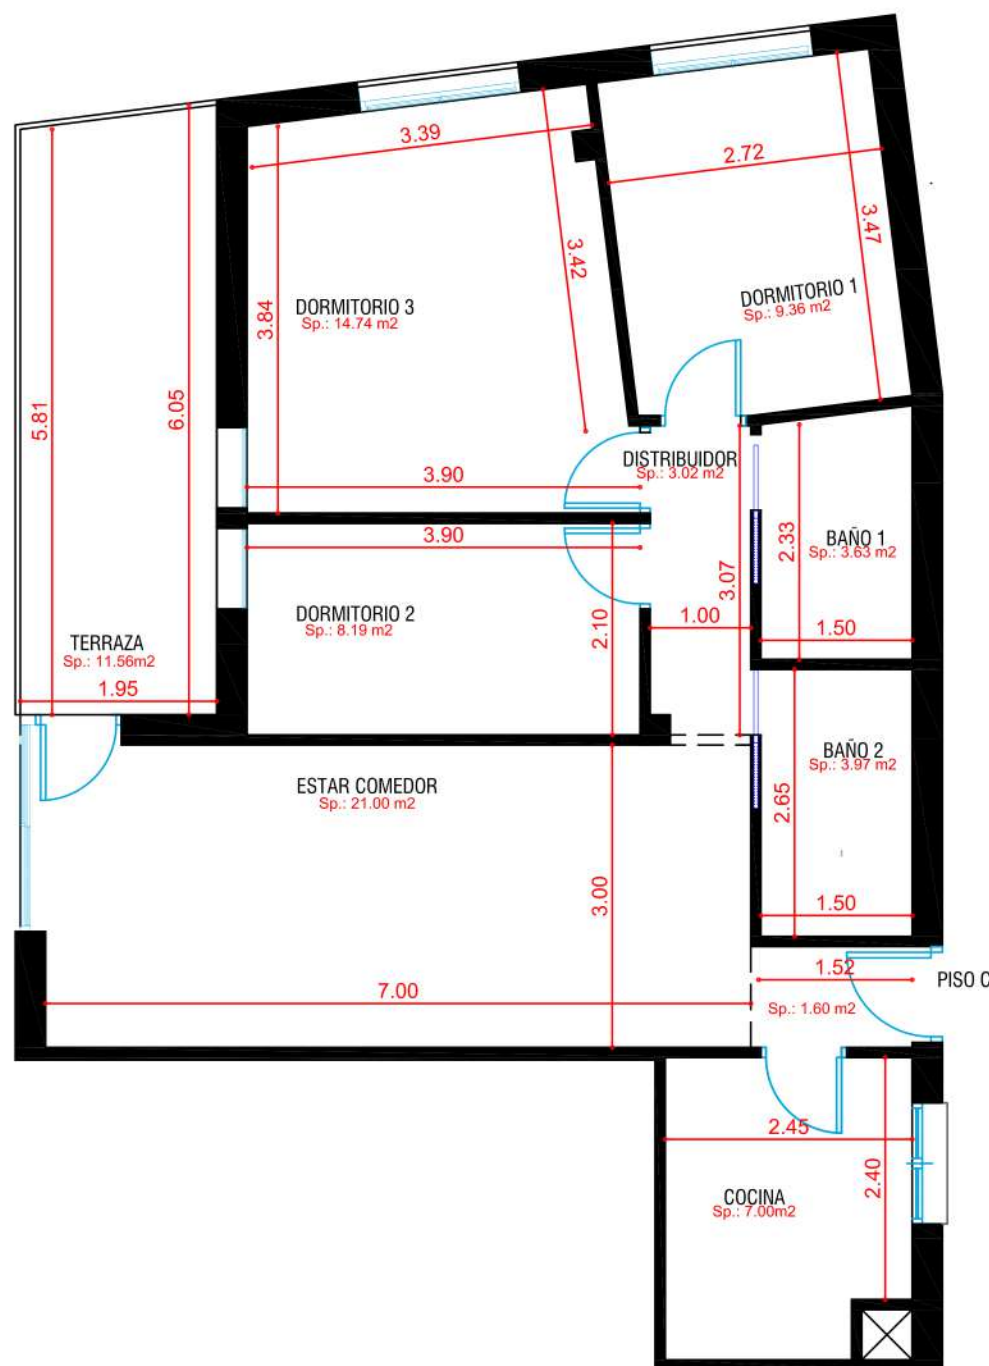 3.39
2.72
3.42
3.47
3.84
DORMITORIO 3
Sp.: 14.74 m2
DORMITORIO 1
Sp.: 9.36 m2
5.81
6.05
3.90
DISTRIBUIDOR
Sp.: 3.02 m2
3.90
2.33
BAÑO 1
Sp.: 3.63 m2
3.07
DORMITORIO 2
Sp.: 8.19 m2
2.10
1.00
1.50
TERRAZA
Sp.: 11.56m2
1.95
BAÑO 2
Sp.: 3.97 m2
ESTAR COMEDOR
Sp.: 21.00 m2
2.65
3.00
1.50
7.00
1.52
PISO C
Sp.: 1.60 m2
2.45
2.40
COCINA
Sp.: 7.00m2